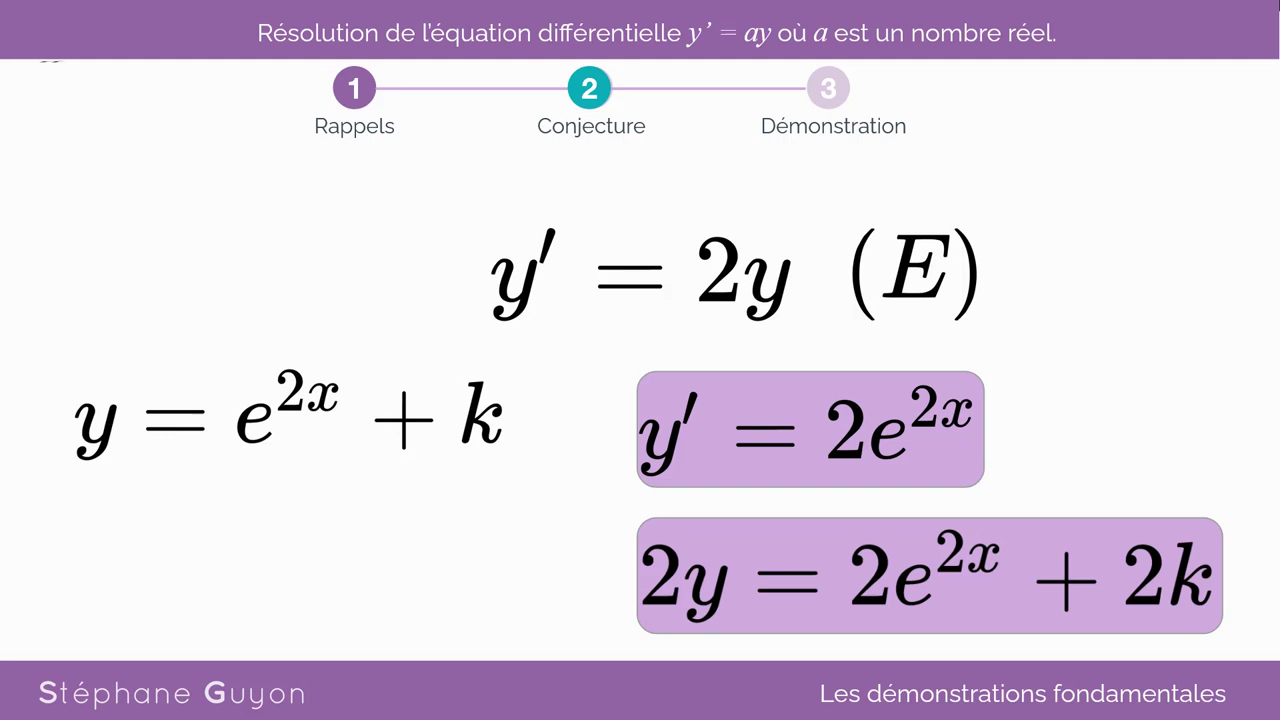 Résolution de l'équation différentielle y' = ay où a est un nombre réel.
1 2 3
Rappels Conjecture Démonstration
y′ = 2y (E)
y = e^{2x} + k
y′ = 2e^{2x}
2y = 2e^{2x} + 2k
Stéphane Guyon Les démonstrations fondamentales